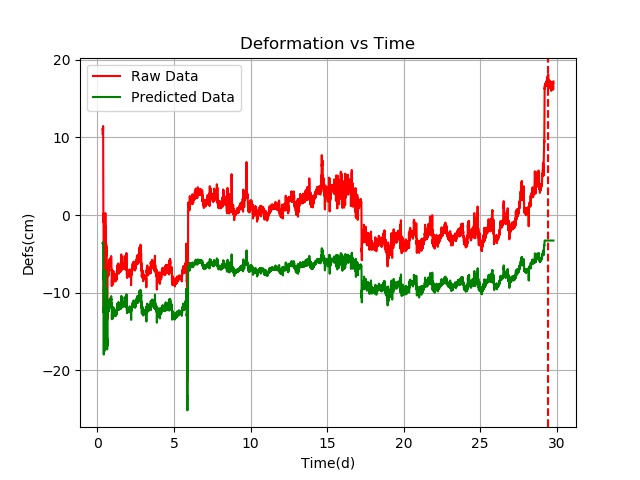 Deformation vs Time
Raw Data
Predicted Data
20
10
0
−10
−20
Defs(cm)
0 5 10 15 20 25 30
Time(d)